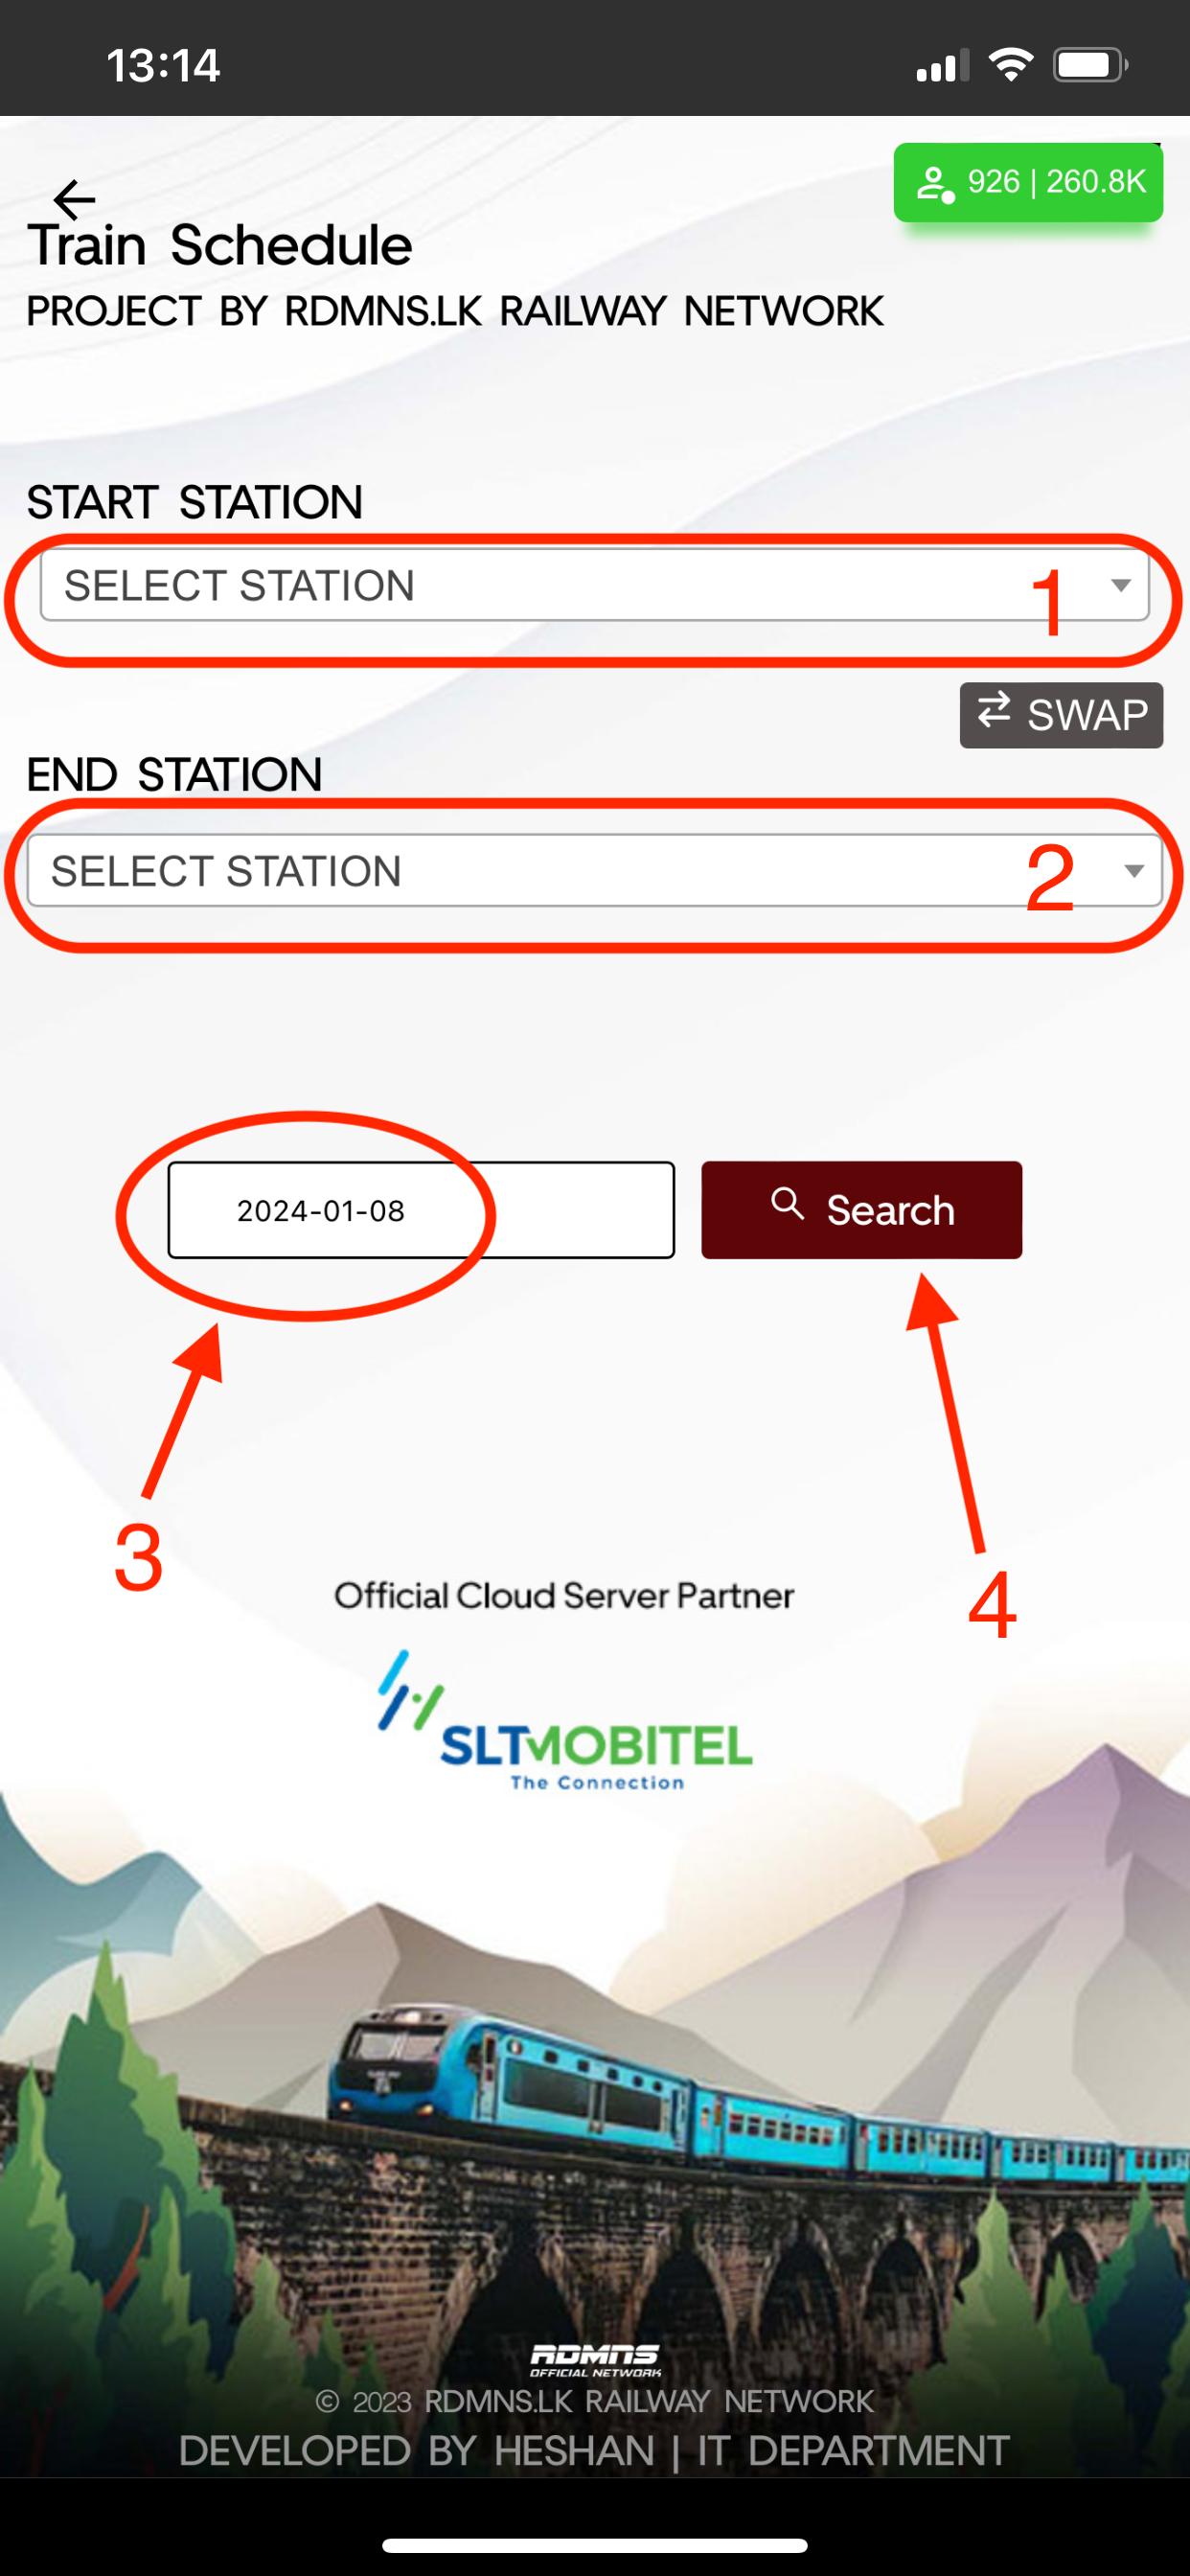 13:14
926 | 260.8K
Train Schedule
PROJECT BY RDMNS.LK RAILWAY NETWORK
START STATION
SELECT STATION
1
SWAP
END STATION
SELECT STATION
2
2024-01-08
Search
3
4
Official Cloud Server Partner
SLTMOBITEL
The Connection
RDMNS
OFFICIAL NETWORK
© 2023 RDMNS.LK RAILWAY NETWORK
DEVELOPED BY HESHAN | IT DEPARTMENT